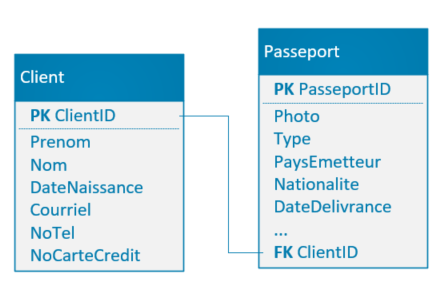 Client
PK ClientID
Prenom
Nom
DateNaissance
Courriel
NoTel
NoCarteCredit
Passeport
PK PasseportID
Photo
Type
PaysEmetteur
Nationalite
DateDelivrance
...
FK ClientID